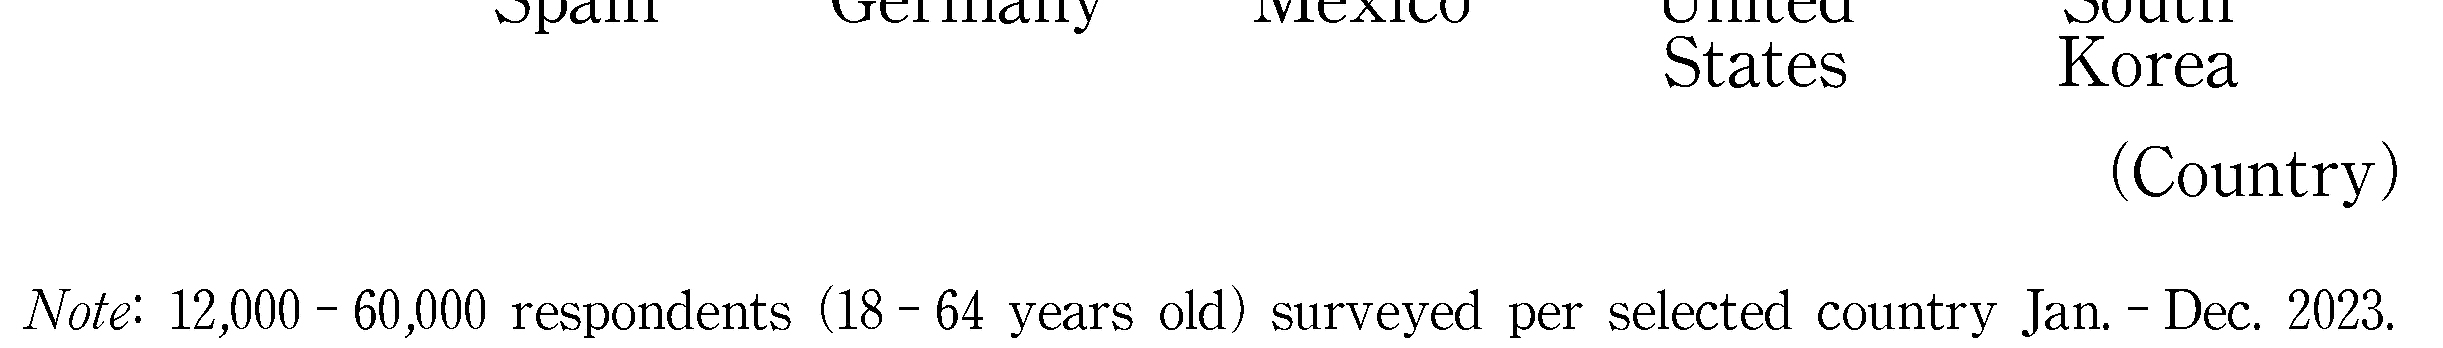 Spain Germany Mexico United South
States Korea
(Country)
Note: 12,000 - 60,000 respondents (18 - 64 years old) surveyed per selected country Jan. - Dec. 2023.